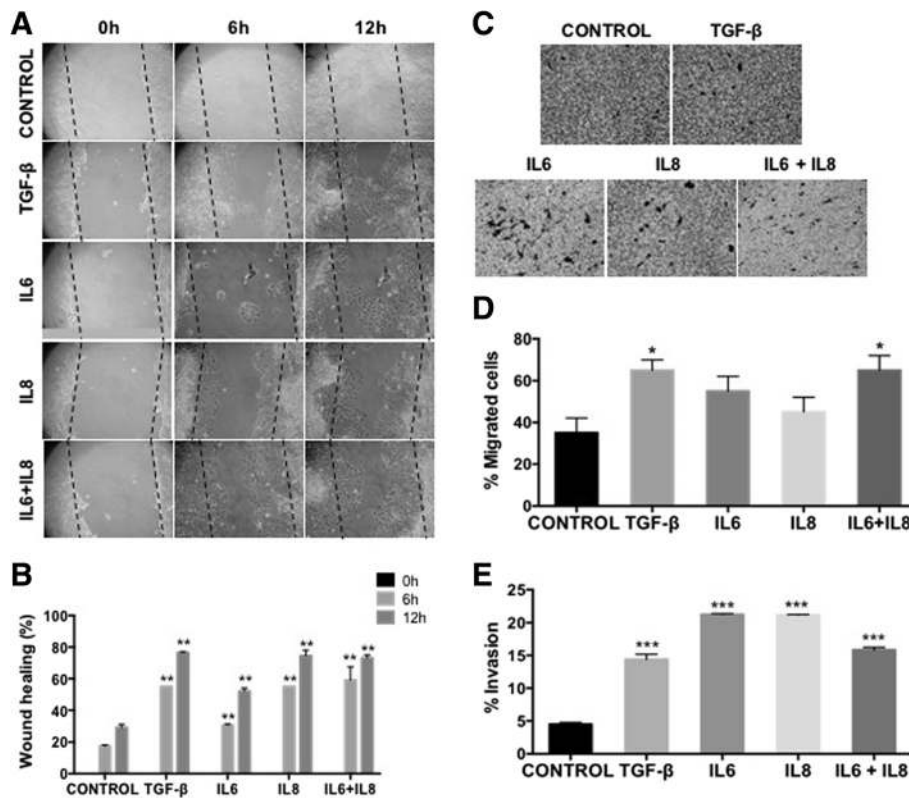 A
0h 6h 12h
CONTROL
TGF-β
IL6
IL8
IL6+IL8
B
0h
6h
12h
Wound healing (%)
100
80
60
40
20
0
** ** ** ** ** ** ** **
CONTROL TGF-β IL6 IL8 IL6+IL8
C
CONTROL TGF-β
IL6 IL8 IL6 + IL8
D
% Migrated cells
80
60
40
20
0
* *
CONTROL TGF-β IL6 IL8 IL6+IL8
E
% Invasion
25
20
15
10
5
0
*** *** *** ***
CONTROL TGF-β IL6 IL8 IL6 + IL8